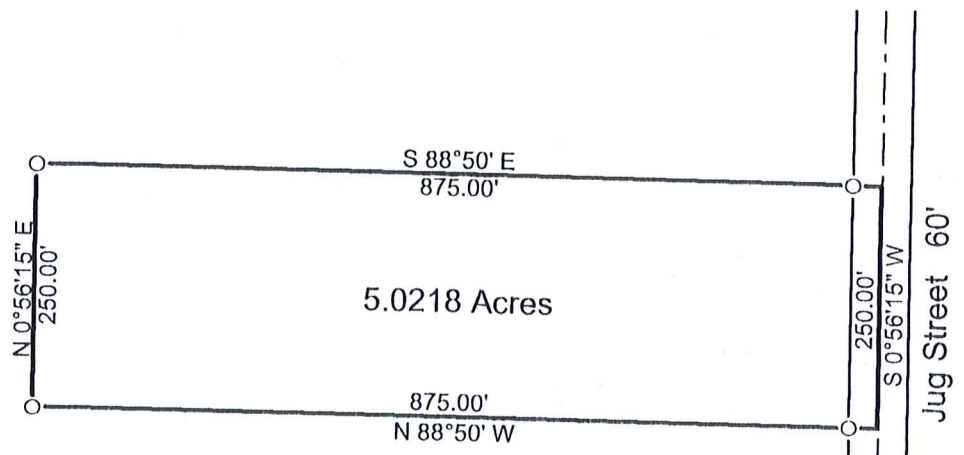 S 88°50' E
875.00'
N 0°56'15" E
250.00'
5.0218 Acres
250.00'
S 0°56'15" W
Jug Street 60'
875.00'
N 88°50' W